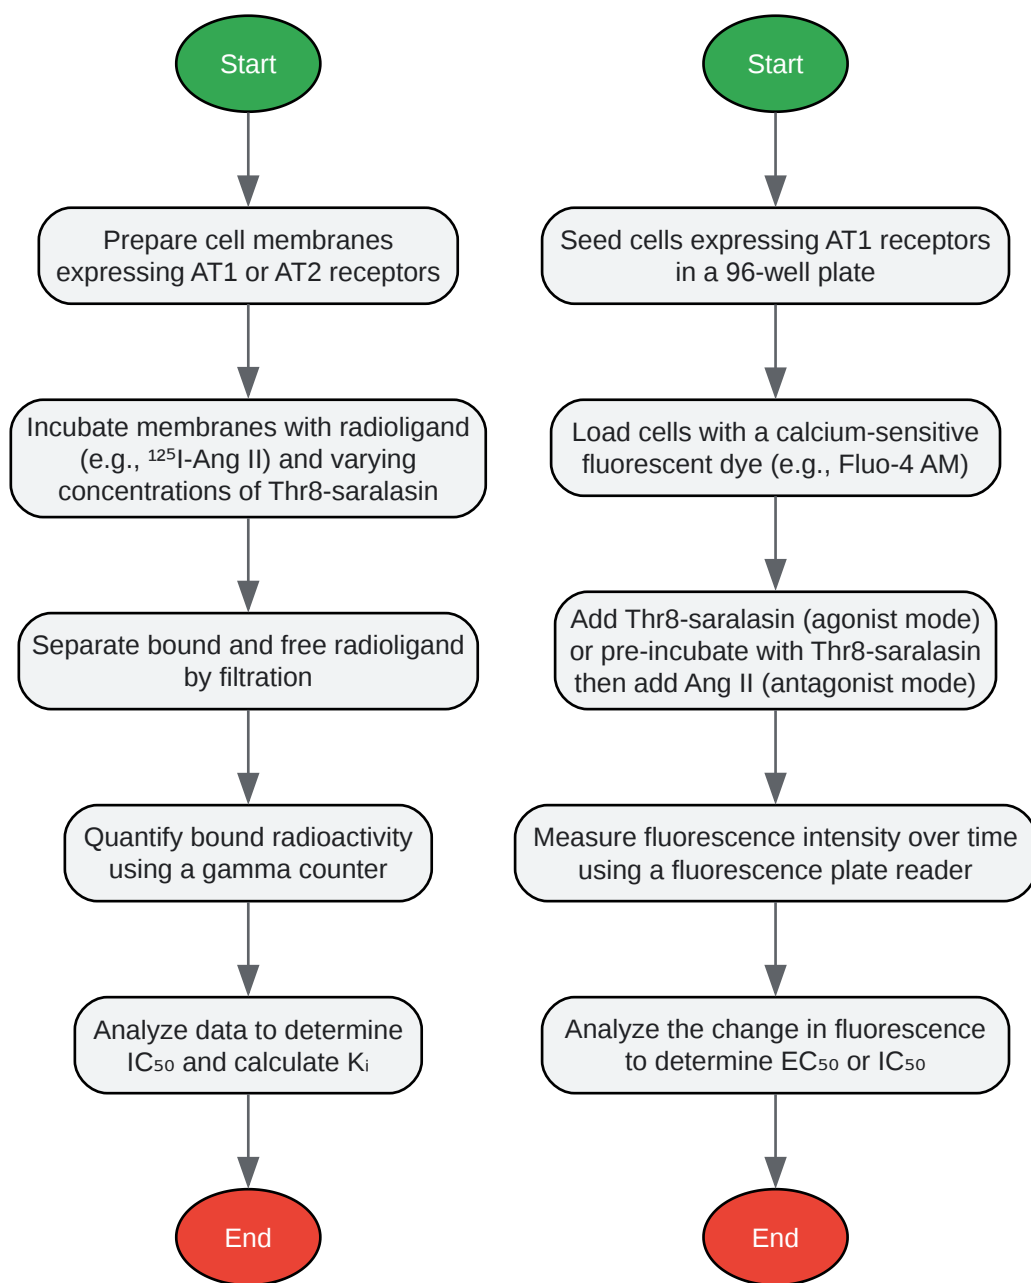 Start
Prepare cell membranes
expressing AT1 or AT2 receptors
Incubate membranes with radioligand
(e.g., ¹²⁵I-Ang II) and varying
concentrations of Thr8-saralasin
Separate bound and free radioligand
by filtration
Quantify bound radioactivity
using a gamma counter
Analyze data to determine
IC₅₀ and calculate Kᵢ
End
Start
Seed cells expressing AT1 receptors
in a 96-well plate
Load cells with a calcium-sensitive
fluorescent dye (e.g., Fluo-4 AM)
Add Thr8-saralasin (agonist mode)
or pre-incubate with Thr8-saralasin
then add Ang II (antagonist mode)
Measure fluorescence intensity over time
using a fluorescence plate reader
Analyze the change in fluorescence
to determine EC₅₀ or IC₅₀
End